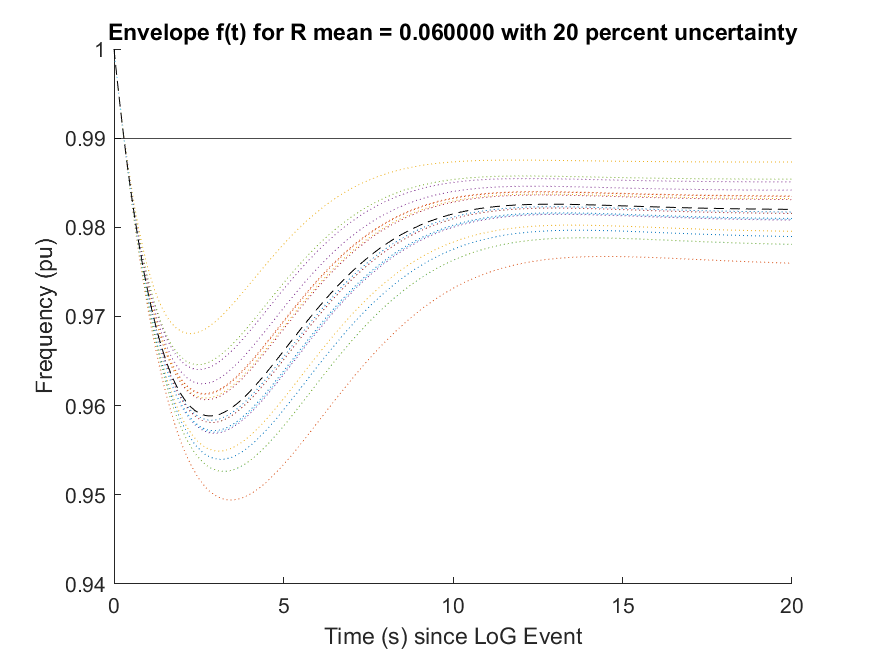 Envelope f(t) for R mean = 0.060000 with 20 percent uncertainty
1
0.99
0.98
0.97
0.96
0.95
0.94
Frequency (pu)
0 5 10 15 20
Time (s) since LoG Event